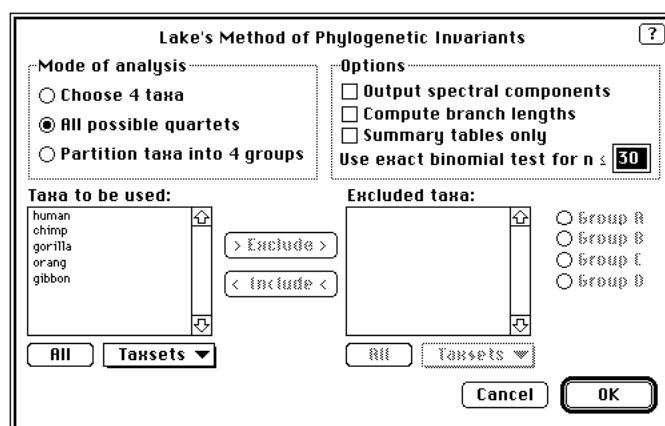 Lake's Method of Phylogenetic Invariants
?
Mode of analysis
Choose 4 taxa
All possible quartets
Partition taxa into 4 groups
Options
Output spectral components
Compute branch lengths
Summary tables only
Use exact binomial test for n ≤ 30
Taxa to be used:
human
chimp
gorilla
orang
gibbon
> Exclude >
< Include <
Excluded taxa:
Group A
Group B
Group C
Group D
All
Taxsets
All
Taxsets
Cancel
OK